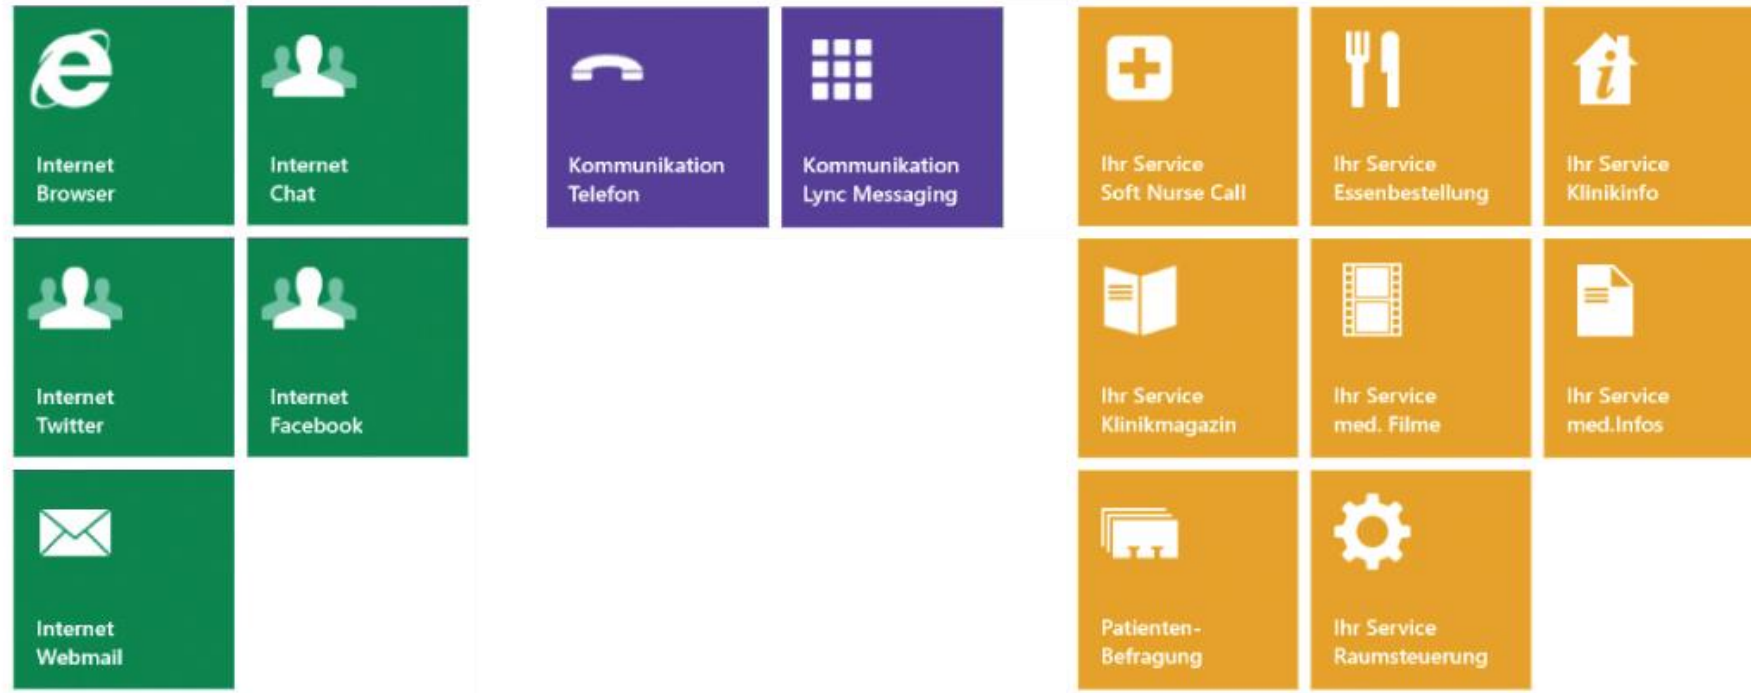 Internet
Browser
Internet
Chat
Kommunikation
Telefon
Kommunikation
Lync Messaging
Ihr Service
Soft Nurse Call
Ihr Service
Essenbestellung
Ihr Service
Klinikinfo
Internet
Twitter
Internet
Facebook
Ihr Service
Klinikmagazin
Ihr Service
med. Filme
Ihr Service
med.Infos
Internet
Webmail
Patienten-
Befragung
Ihr Service
Raumsteuerung